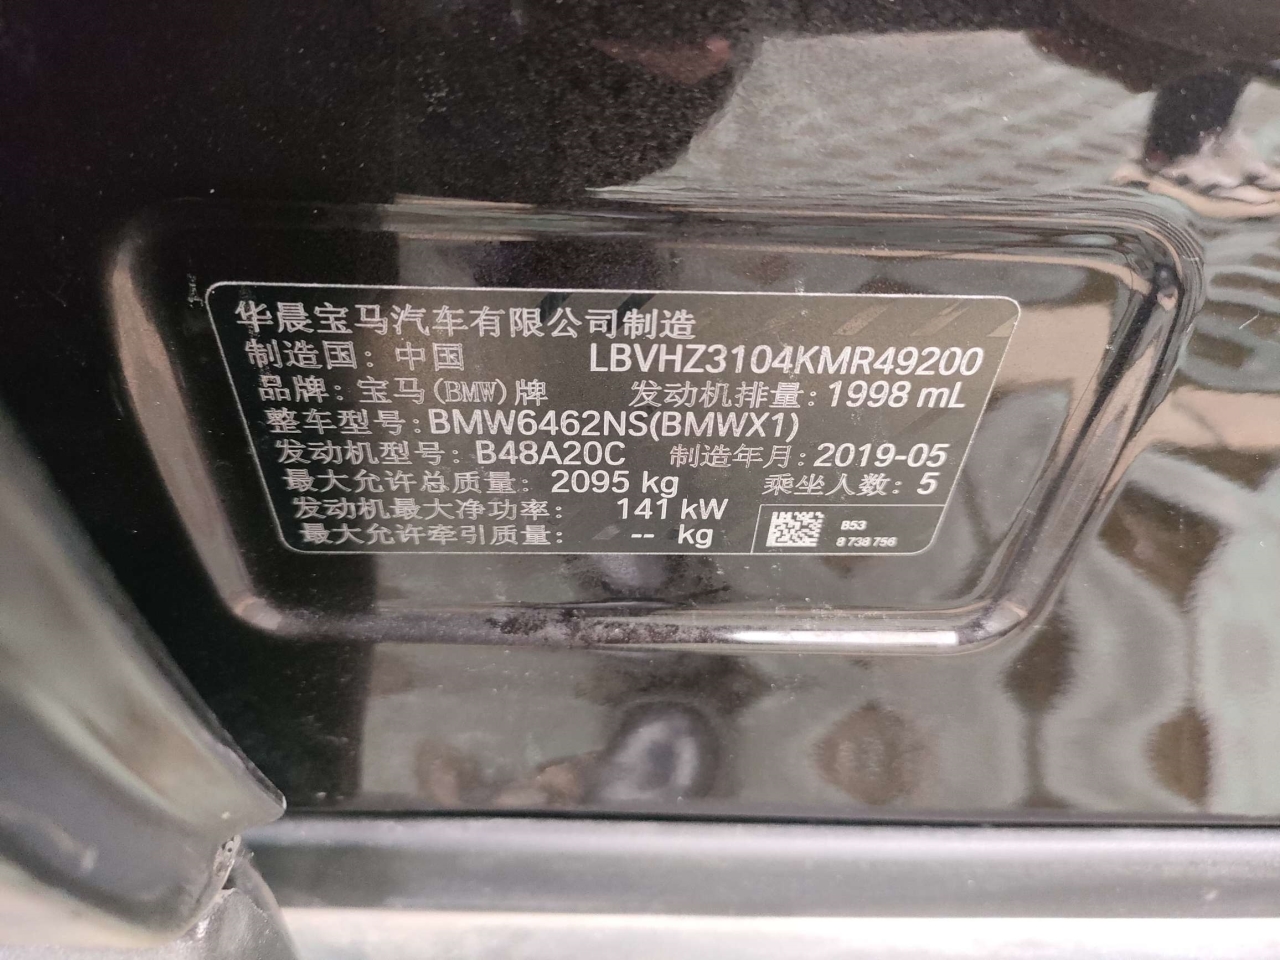 华晨宝马汽车有限公司制造
制造国：中国 LBVHZ3104KMR49200
品牌：宝马(BMW)牌 发动机排量：1998 mL
整车型号：BMW6462NS(BMWX1)
发动机型号：B48A20C 制造年月：2019-05
最大允许总质量：2095 kg 乘坐人数：5
发动机最大净功率：141 kW
最大允许牵引质量：-- kg
B53
8 738 756